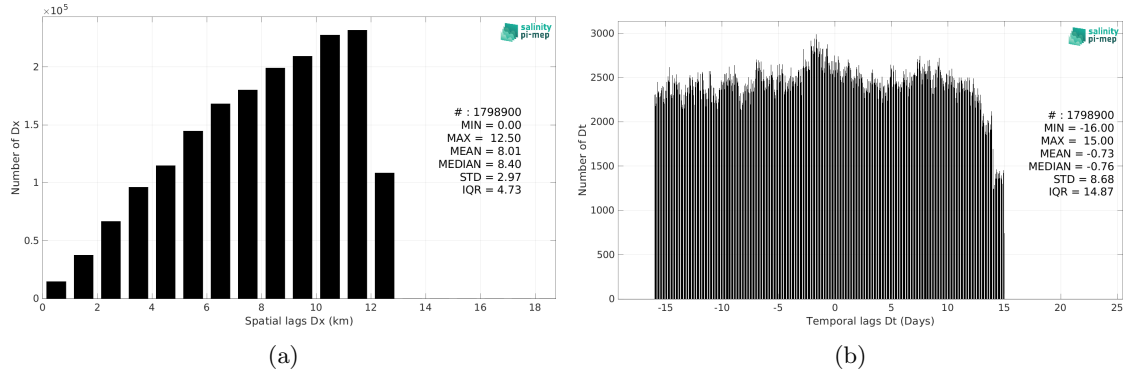 ×10^5
salinity
pi-mep
2
1.5
1
0.5
0
Number of Dx
# : 1798900
MIN = 0.00
MAX = 12.50
MEAN = 8.01
MEDIAN = 8.40
STD = 2.97
IQR = 4.73
0 2 4 6 8 10 12 14 16 18
Spatial lags Dx (km)
(a)
salinity
pi-mep
3000
2500
2000
1500
1000
500
0
Number of Dt
# : 1798900
MIN = -16.00
MAX = 15.00
MEAN = -0.73
MEDIAN = -0.76
STD = 8.68
IQR = 14.87
-15 -10 -5 0 5 10 15 20 25
Temporal lags Dt (Days)
(b)